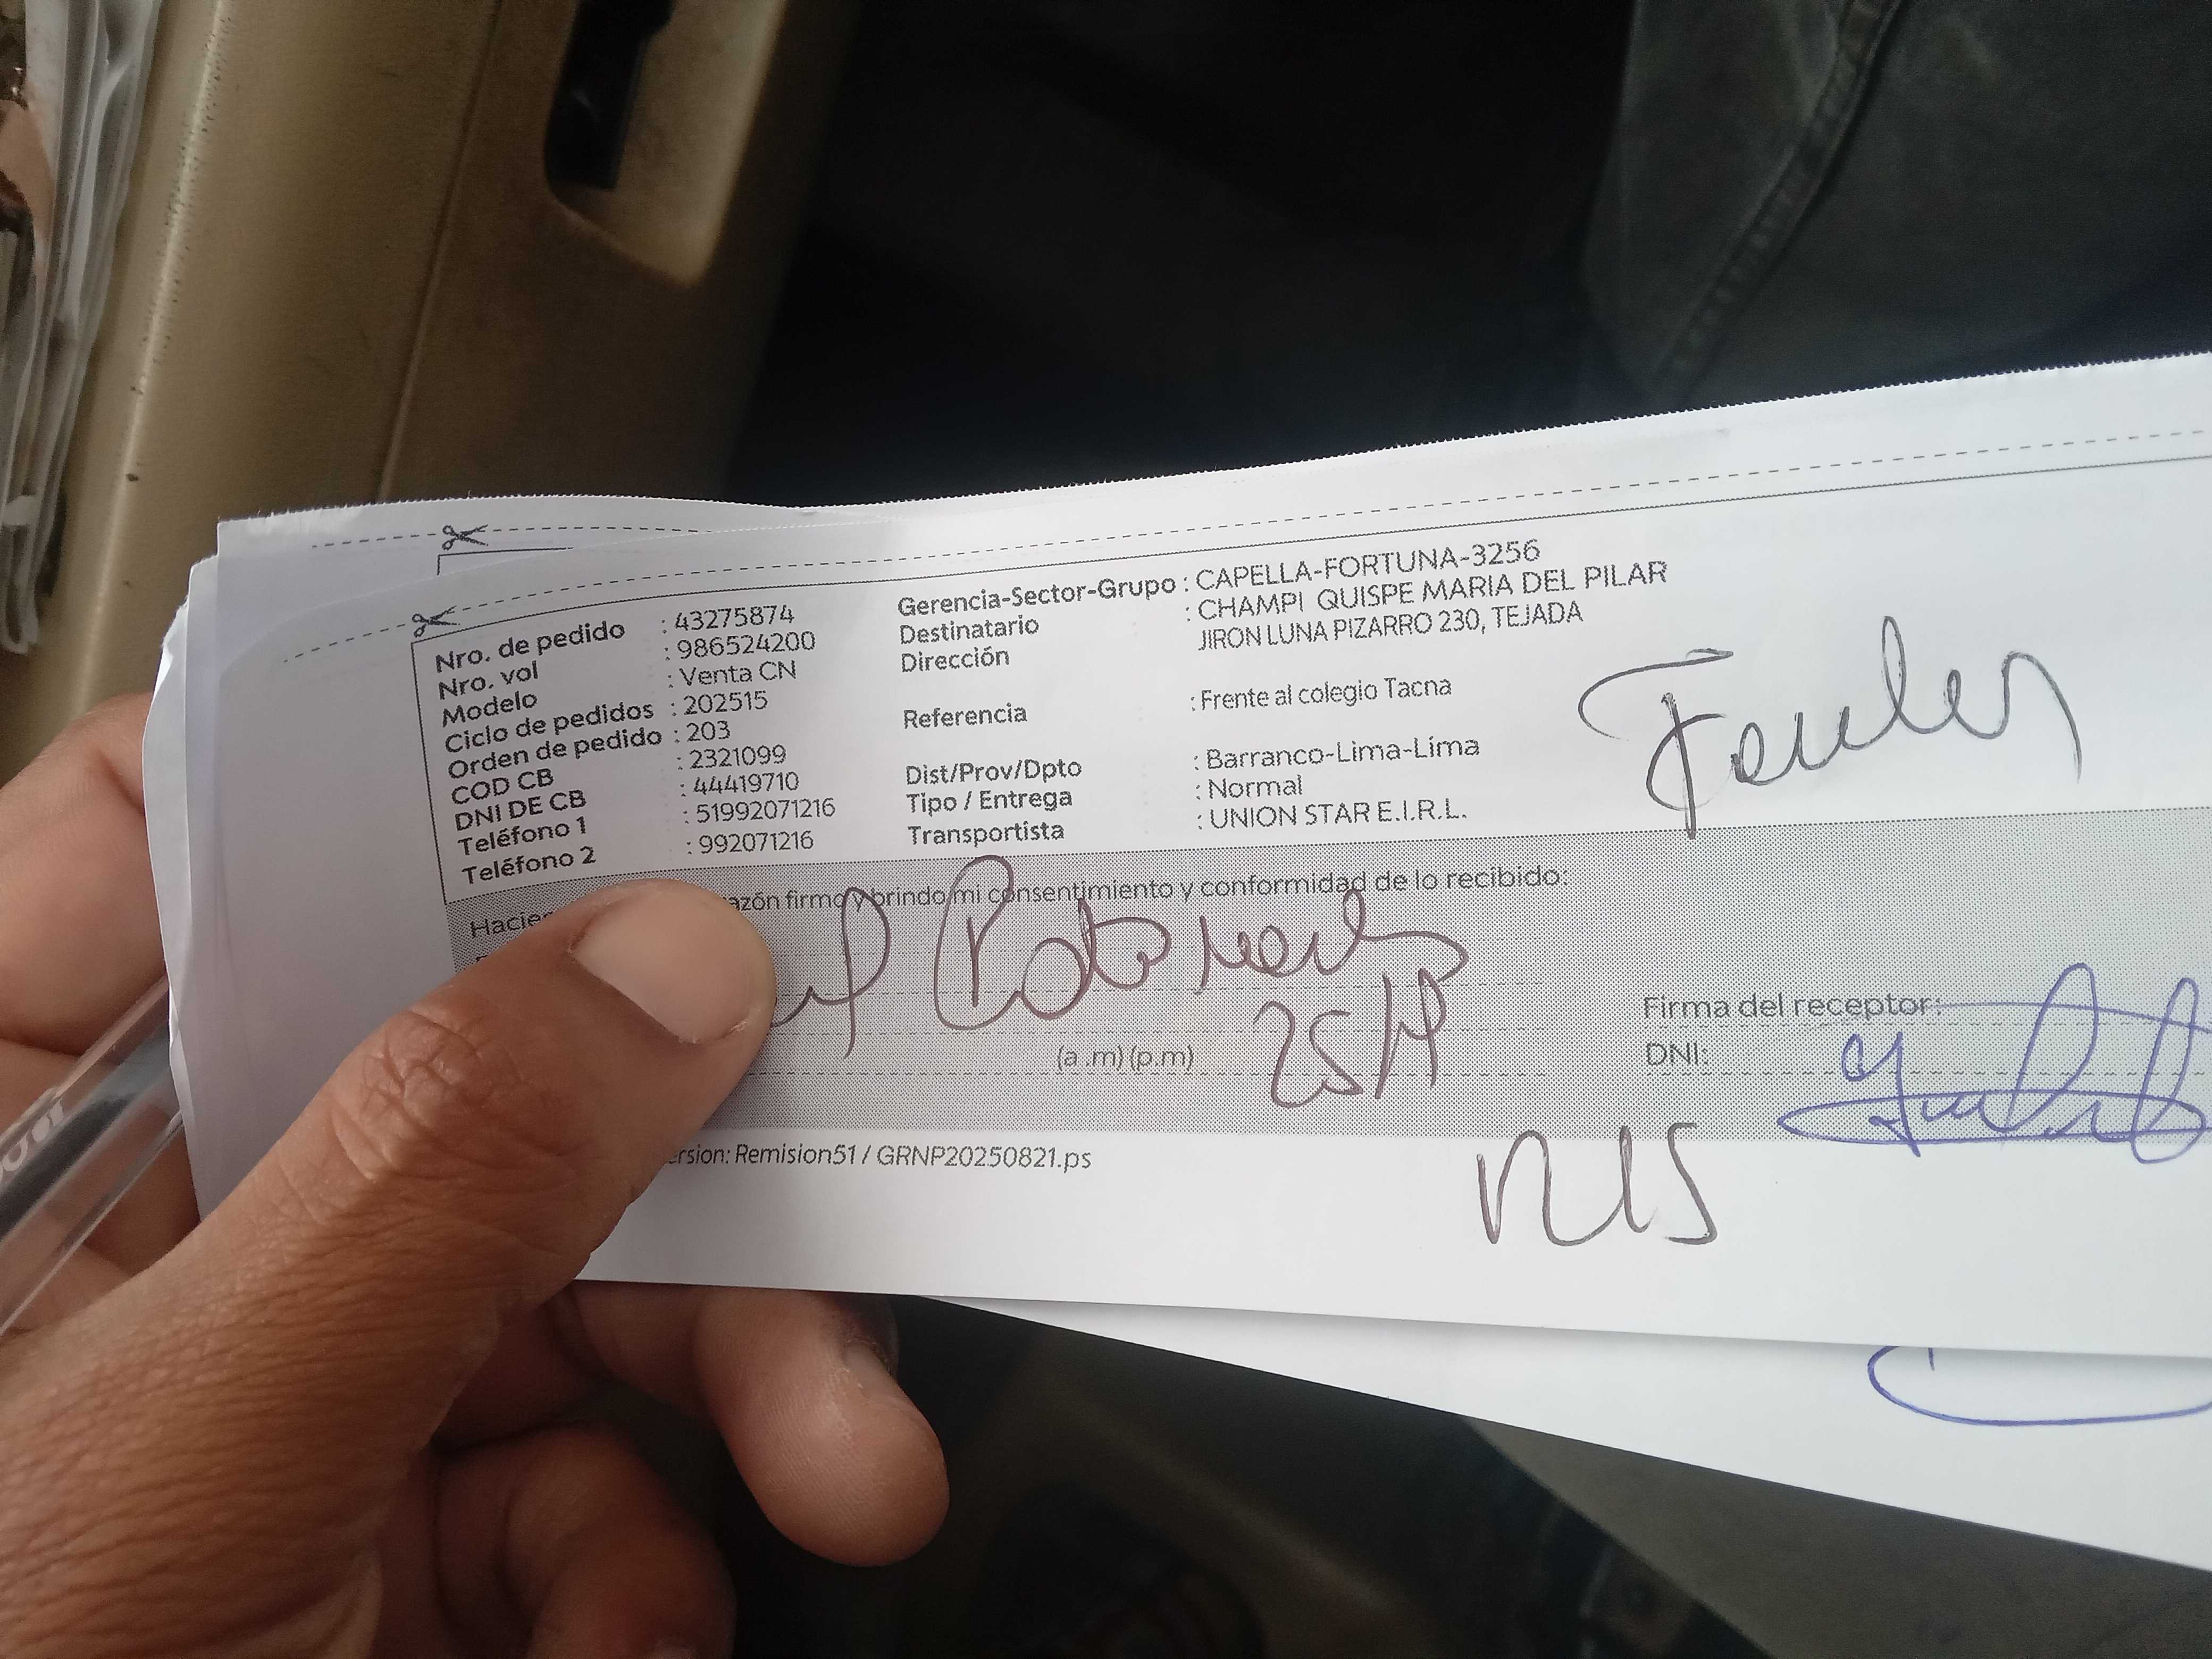 Nro. de pedido : 43275874
Nro. vol : 986524200
Modelo : Venta CN
Ciclo de pedidos : 202515
Orden de pedido : 203
COD CB : 2321099
DNI DE CB : 44419710
Teléfono 1 : 51992071216
Teléfono 2 : 992071216
Gerencia-Sector-Grupo : CAPELLA-FORTUNA-3256
Destinatario : CHAMPI QUISPE MARIA DEL PILAR
Dirección JIRON LUNA PIZARRO 230, TEJADA
Referencia : Frente al colegio Tacna
Dist/Prov/Dpto : Barranco-Lima-Lima
Tipo / Entrega : Normal
Transportista : UNION STAR E.I.R.L.
Hacie azón firmo y brindo mi consentimiento y conformidad de lo recibido:
(a .m) (p.m)
Firma del receptor:
DNI:
ersion: Remision51 / GRNP20250821.ps